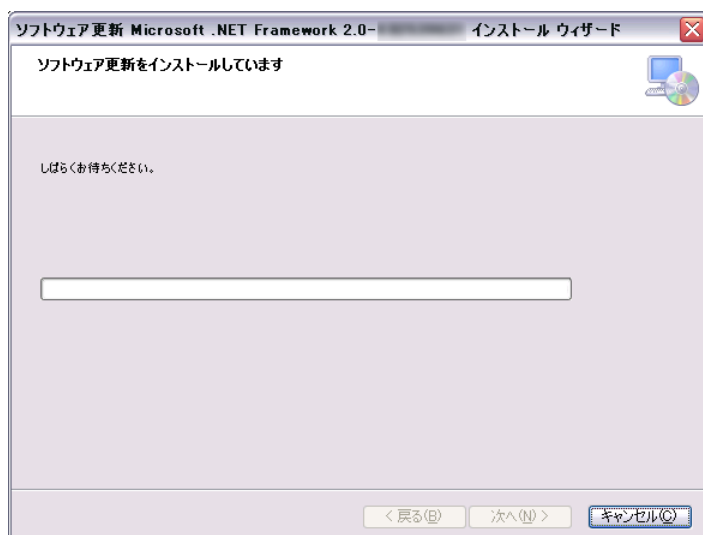 ソフトウェア更新 Microsoft .NET Framework 2.0- インストール ウィザード
ソフトウェア更新をインストールしています
しばらくお待ちください。
< 戻る(B)
次へ(N) >
キャンセル(C)